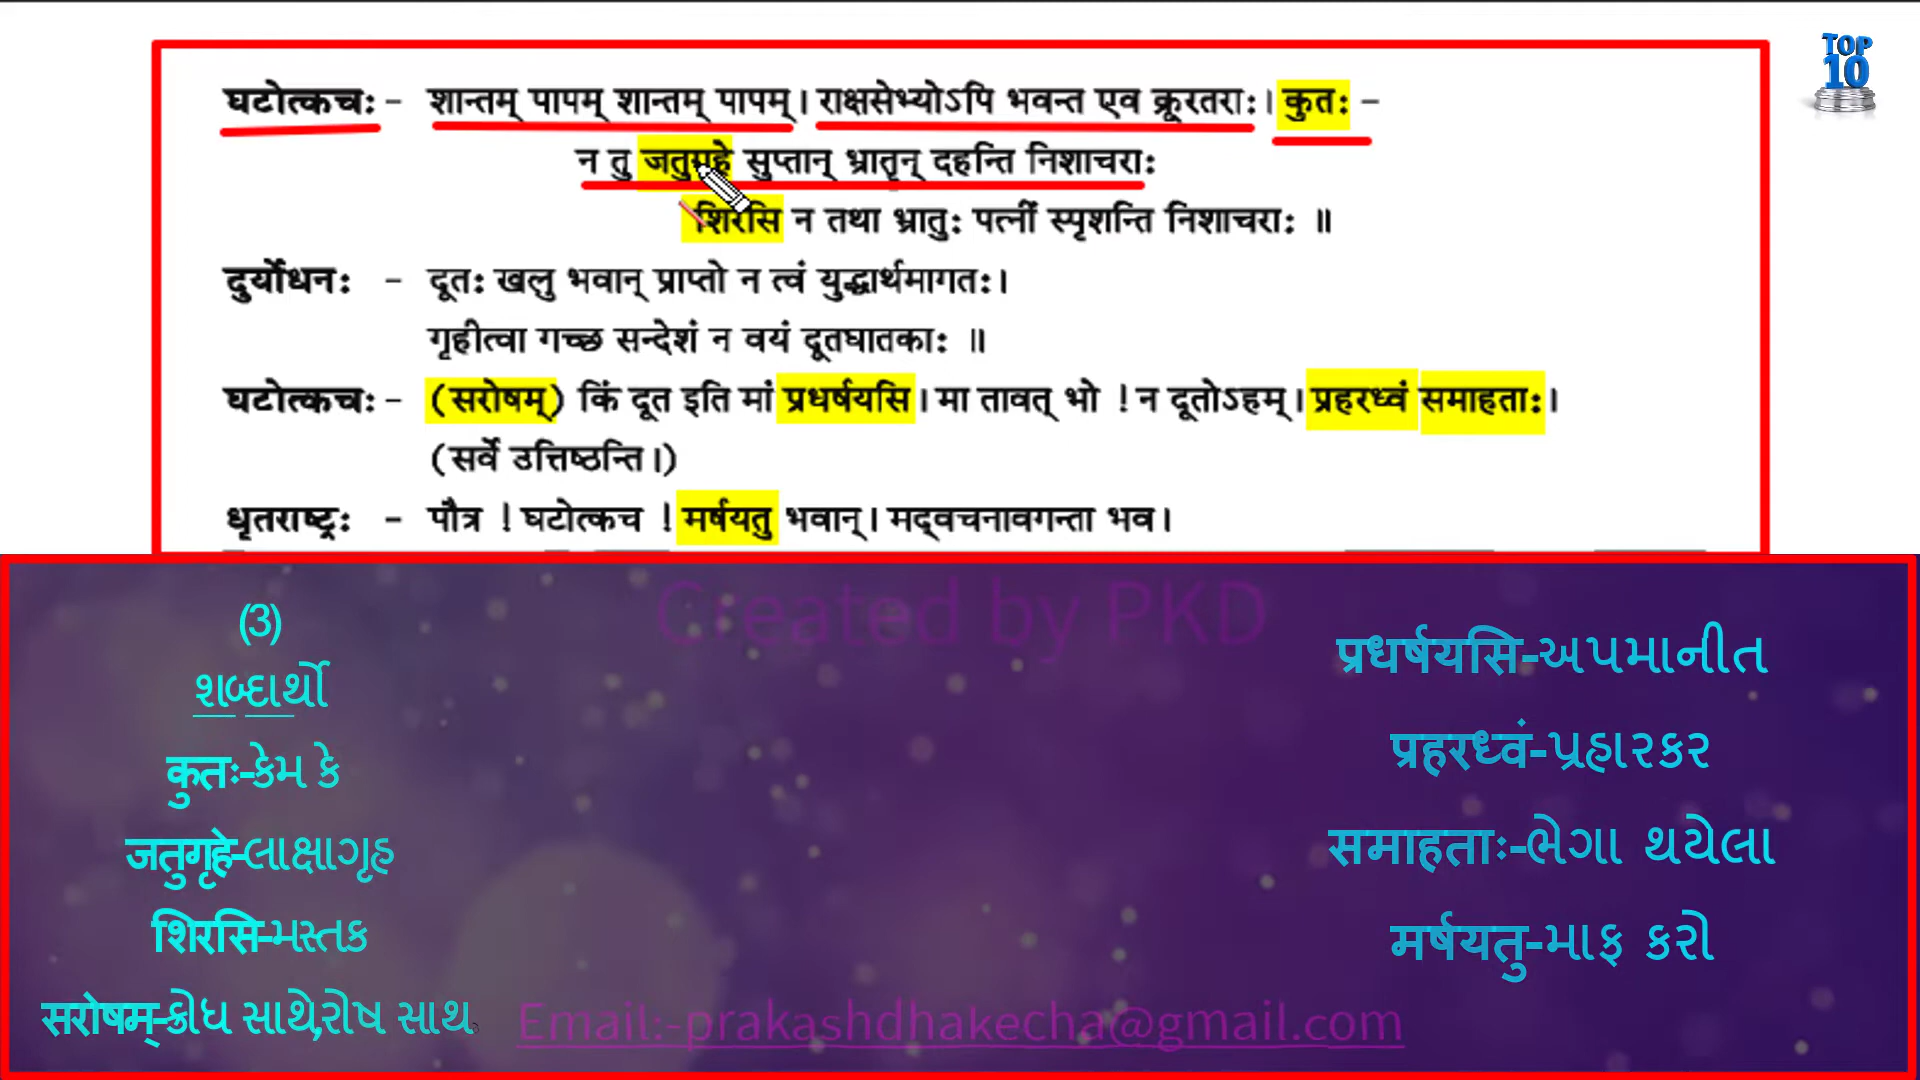 TOP
10
घटोत्कचः - शान्तम् पापम् शान्तम् पापम्। राक्षसेभ्योऽपि भवन्त एव क्रूरतराः। कुतः -
न तु जतुगृहे सुप्तान् भ्रातॄन् दहन्ति निशाचराः
शिरसि न तथा भ्रातुः पत्नीं स्पृशन्ति निशाचराः ॥
दुर्योधनः - दूतः खलु भवान् प्राप्तो न त्वं युद्धार्थमागतः।
गृहीत्वा गच्छ सन्देशं न वयं दूतघातकाः ॥
घटोत्कचः - (सरोषम्) किं दूत इति मां प्रधर्षयसि। मा तावत् भो ! न दूतोऽहम्। प्रहरध्वं समाहताः।
(सर्वे उत्तिष्ठन्ति।)
धृतराष्ट्रः - पौत्र ! घटोत्कच ! मर्षयतु भवान्। मद्वचनावगन्ता भव।
Created by PKD
(3)
શબ્દાર્થો
कुतः-કેમ કે
जतुगृहे-લાક્ષાગૃહ
शिरसि-મસ્તક
सरोषम्-ક્રોધ સાથે,રોષ સાથ
प्रधर्षयसि-અપમાનીત
प्रहरध्वं-પ્રહારકર
समाहताः-ભેગા થયેલા
मर्षयतु-માફ કરો
Email:-prakashdhakecha@gmail.com